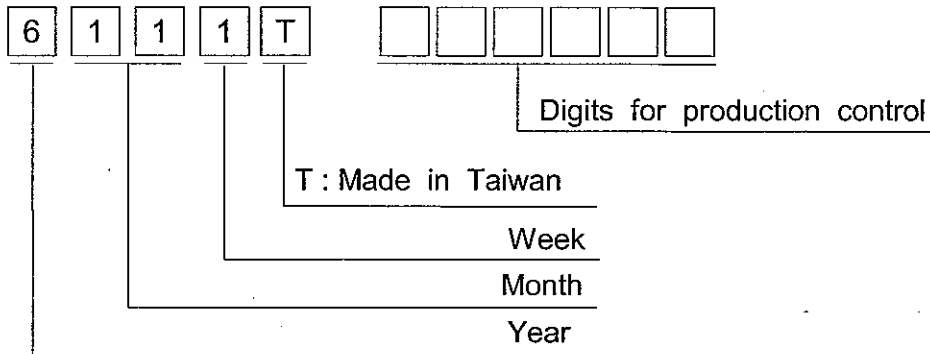 6 1 1 1 T
Digits for production control
T : Made in Taiwan
Week
Month
Year